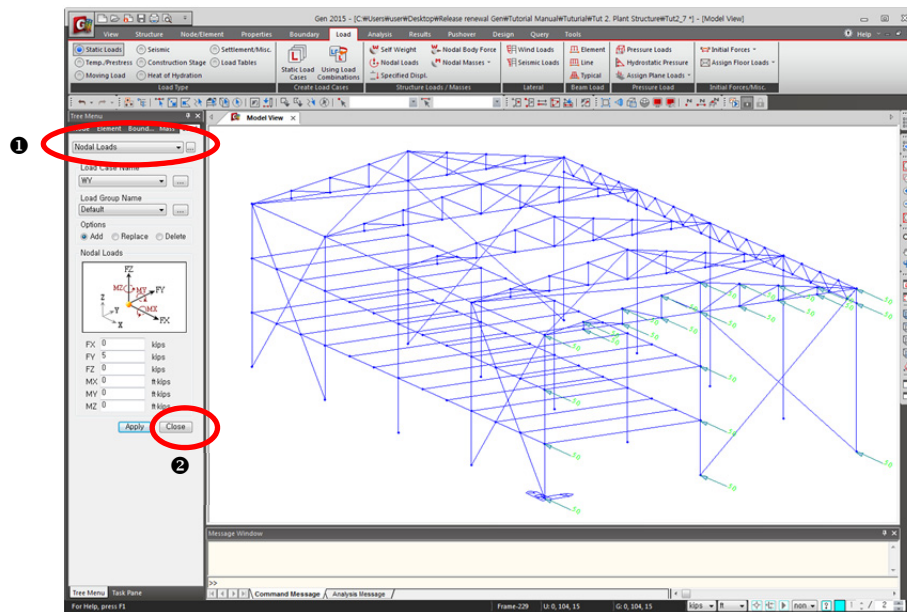 Gen 2015 - [C:\Users\user\Desktop\Release renewal Gen\Tutorial Manual\Tuturial\Tut 2. Plant Structure\Tut2_7 *] - [Model View]
View Structure Node/Element Properties Boundary Load Analysis Results Pushover Design Query Tools Help
Static Loads Seismic Settlement/Misc.
Temp./Prestress Construction Stage Load Tables
Moving Load Heat of Hydration
Load Type
Static Load Cases
Using Load Combinations
Create Load Cases
Self Weight Nodal Body Force
Nodal Loads Nodal Masses
Specified Displ.
Structure Loads / Masses
Wind Loads
Seismic Loads
Lateral
Element
Line
Typical
Beam Load
Pressure Loads
Hydrostatic Pressure
Assign Plane Loads
Pressure Load
Initial Forces
Assign Floor Loads
Initial Forces/Misc.
Tree Menu
Model View
Element Bound... Mass
❶
Nodal Loads
Load Case Name
WY
Load Group Name
Default
Options
Add Replace Delete
Nodal Loads
FZ
MZ MY FY
MX
FX
Z
Y
X
FX 0 kips
FY 5 kips
FZ 0 kips
MX 0 ft·kips
MY 0 ft·kips
MZ 0 ft·kips
Apply Close
❷
Message Window
>>
Command Message Analysis Message
Tree Menu Task Pane
For Help, press F1
Frame-229 U: 0, 104, 15 G: 0, 104, 15 kips ft non ? 1 / 2